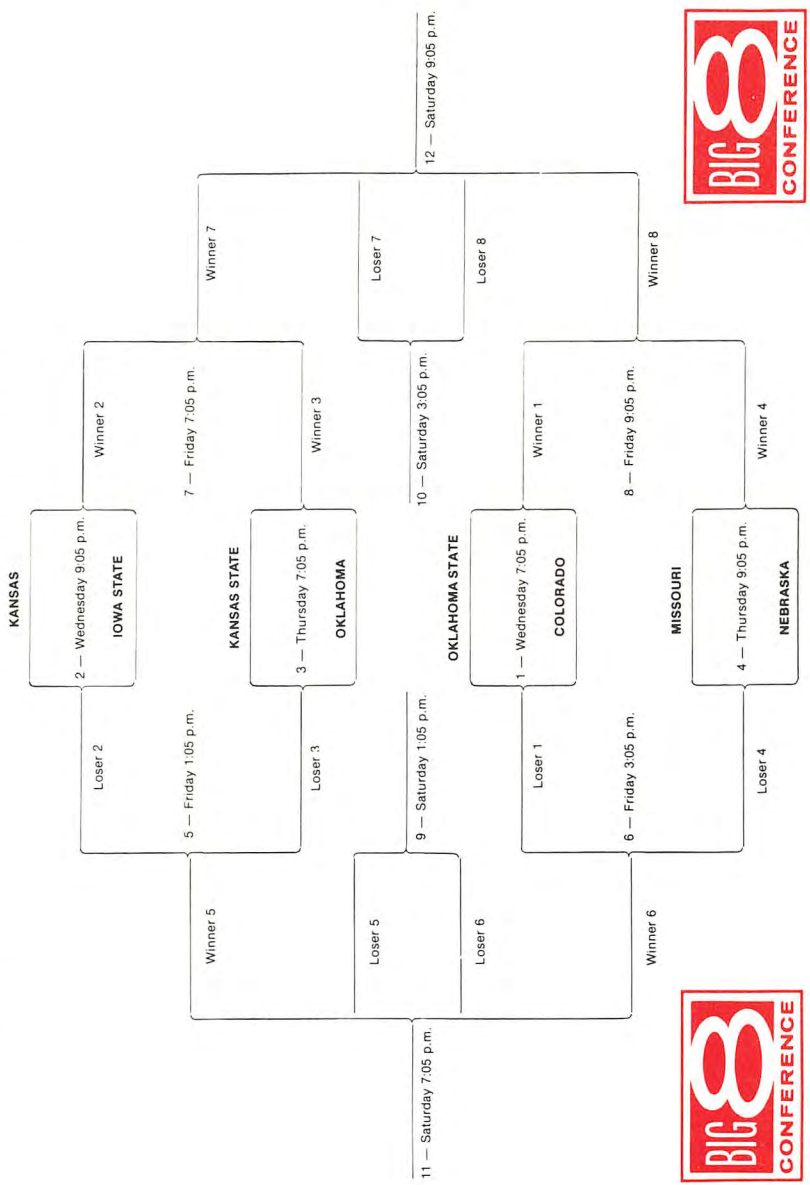 KANSAS
2 — Wednesday 9:05 p.m.
IOWA STATE
Loser 2
Winner 2
5 — Friday 1:05 p.m.
7 — Friday 7:05 p.m.
KANSAS STATE
3 — Thursday 7:05 p.m.
OKLAHOMA
Loser 3
Winner 3
Winner 5
Winner 7
Loser 5
Loser 7
9 — Saturday 1:05 p.m.
10 — Saturday 3:05 p.m.
11 — Saturday 7:05 p.m.
12 — Saturday 9:05 p.m.
Loser 6
Loser 8
OKLAHOMA STATE
1 — Wednesday 7:05 p.m.
COLORADO
Loser 1
Winner 1
6 — Friday 3:05 p.m.
8 — Friday 9:05 p.m.
Winner 6
Winner 8
MISSOURI
4 — Thursday 9:05 p.m.
NEBRASKA
Loser 4
Winner 4
BIG 8
CONFERENCE
BIG 8
CONFERENCE